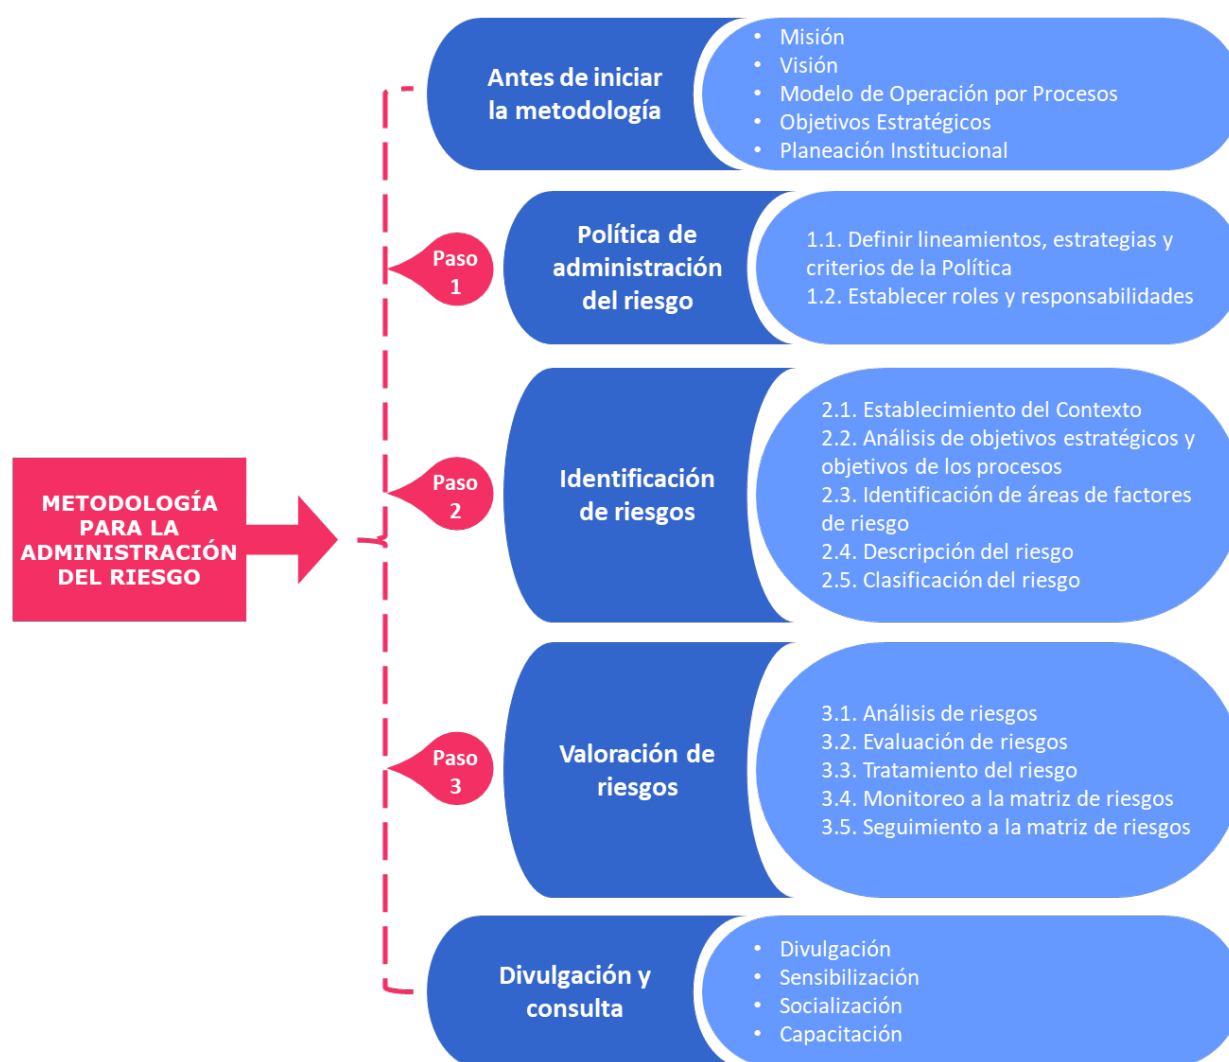 METODOLOGÍA
PARA LA
ADMINISTRACIÓN
DEL RIESGO
Antes de iniciar
la metodología
• Misión
• Visión
• Modelo de Operación por Procesos
• Objetivos Estratégicos
• Planeación Institucional
Paso
1
Política de
administración
del riesgo
1.1. Definir lineamientos, estrategias y
criterios de la Política
1.2. Establecer roles y responsabilidades
Paso
2
Identificación
de riesgos
2.1. Establecimiento del Contexto
2.2. Análisis de objetivos estratégicos y
objetivos de los procesos
2.3. Identificación de áreas de factores
de riesgo
2.4. Descripción del riesgo
2.5. Clasificación del riesgo
Paso
3
Valoración de
riesgos
3.1. Análisis de riesgos
3.2. Evaluación de riesgos
3.3. Tratamiento del riesgo
3.4. Monitoreo a la matriz de riesgos
3.5. Seguimiento a la matriz de riesgos
Divulgación y
consulta
• Divulgación
• Sensibilización
• Socialización
• Capacitación